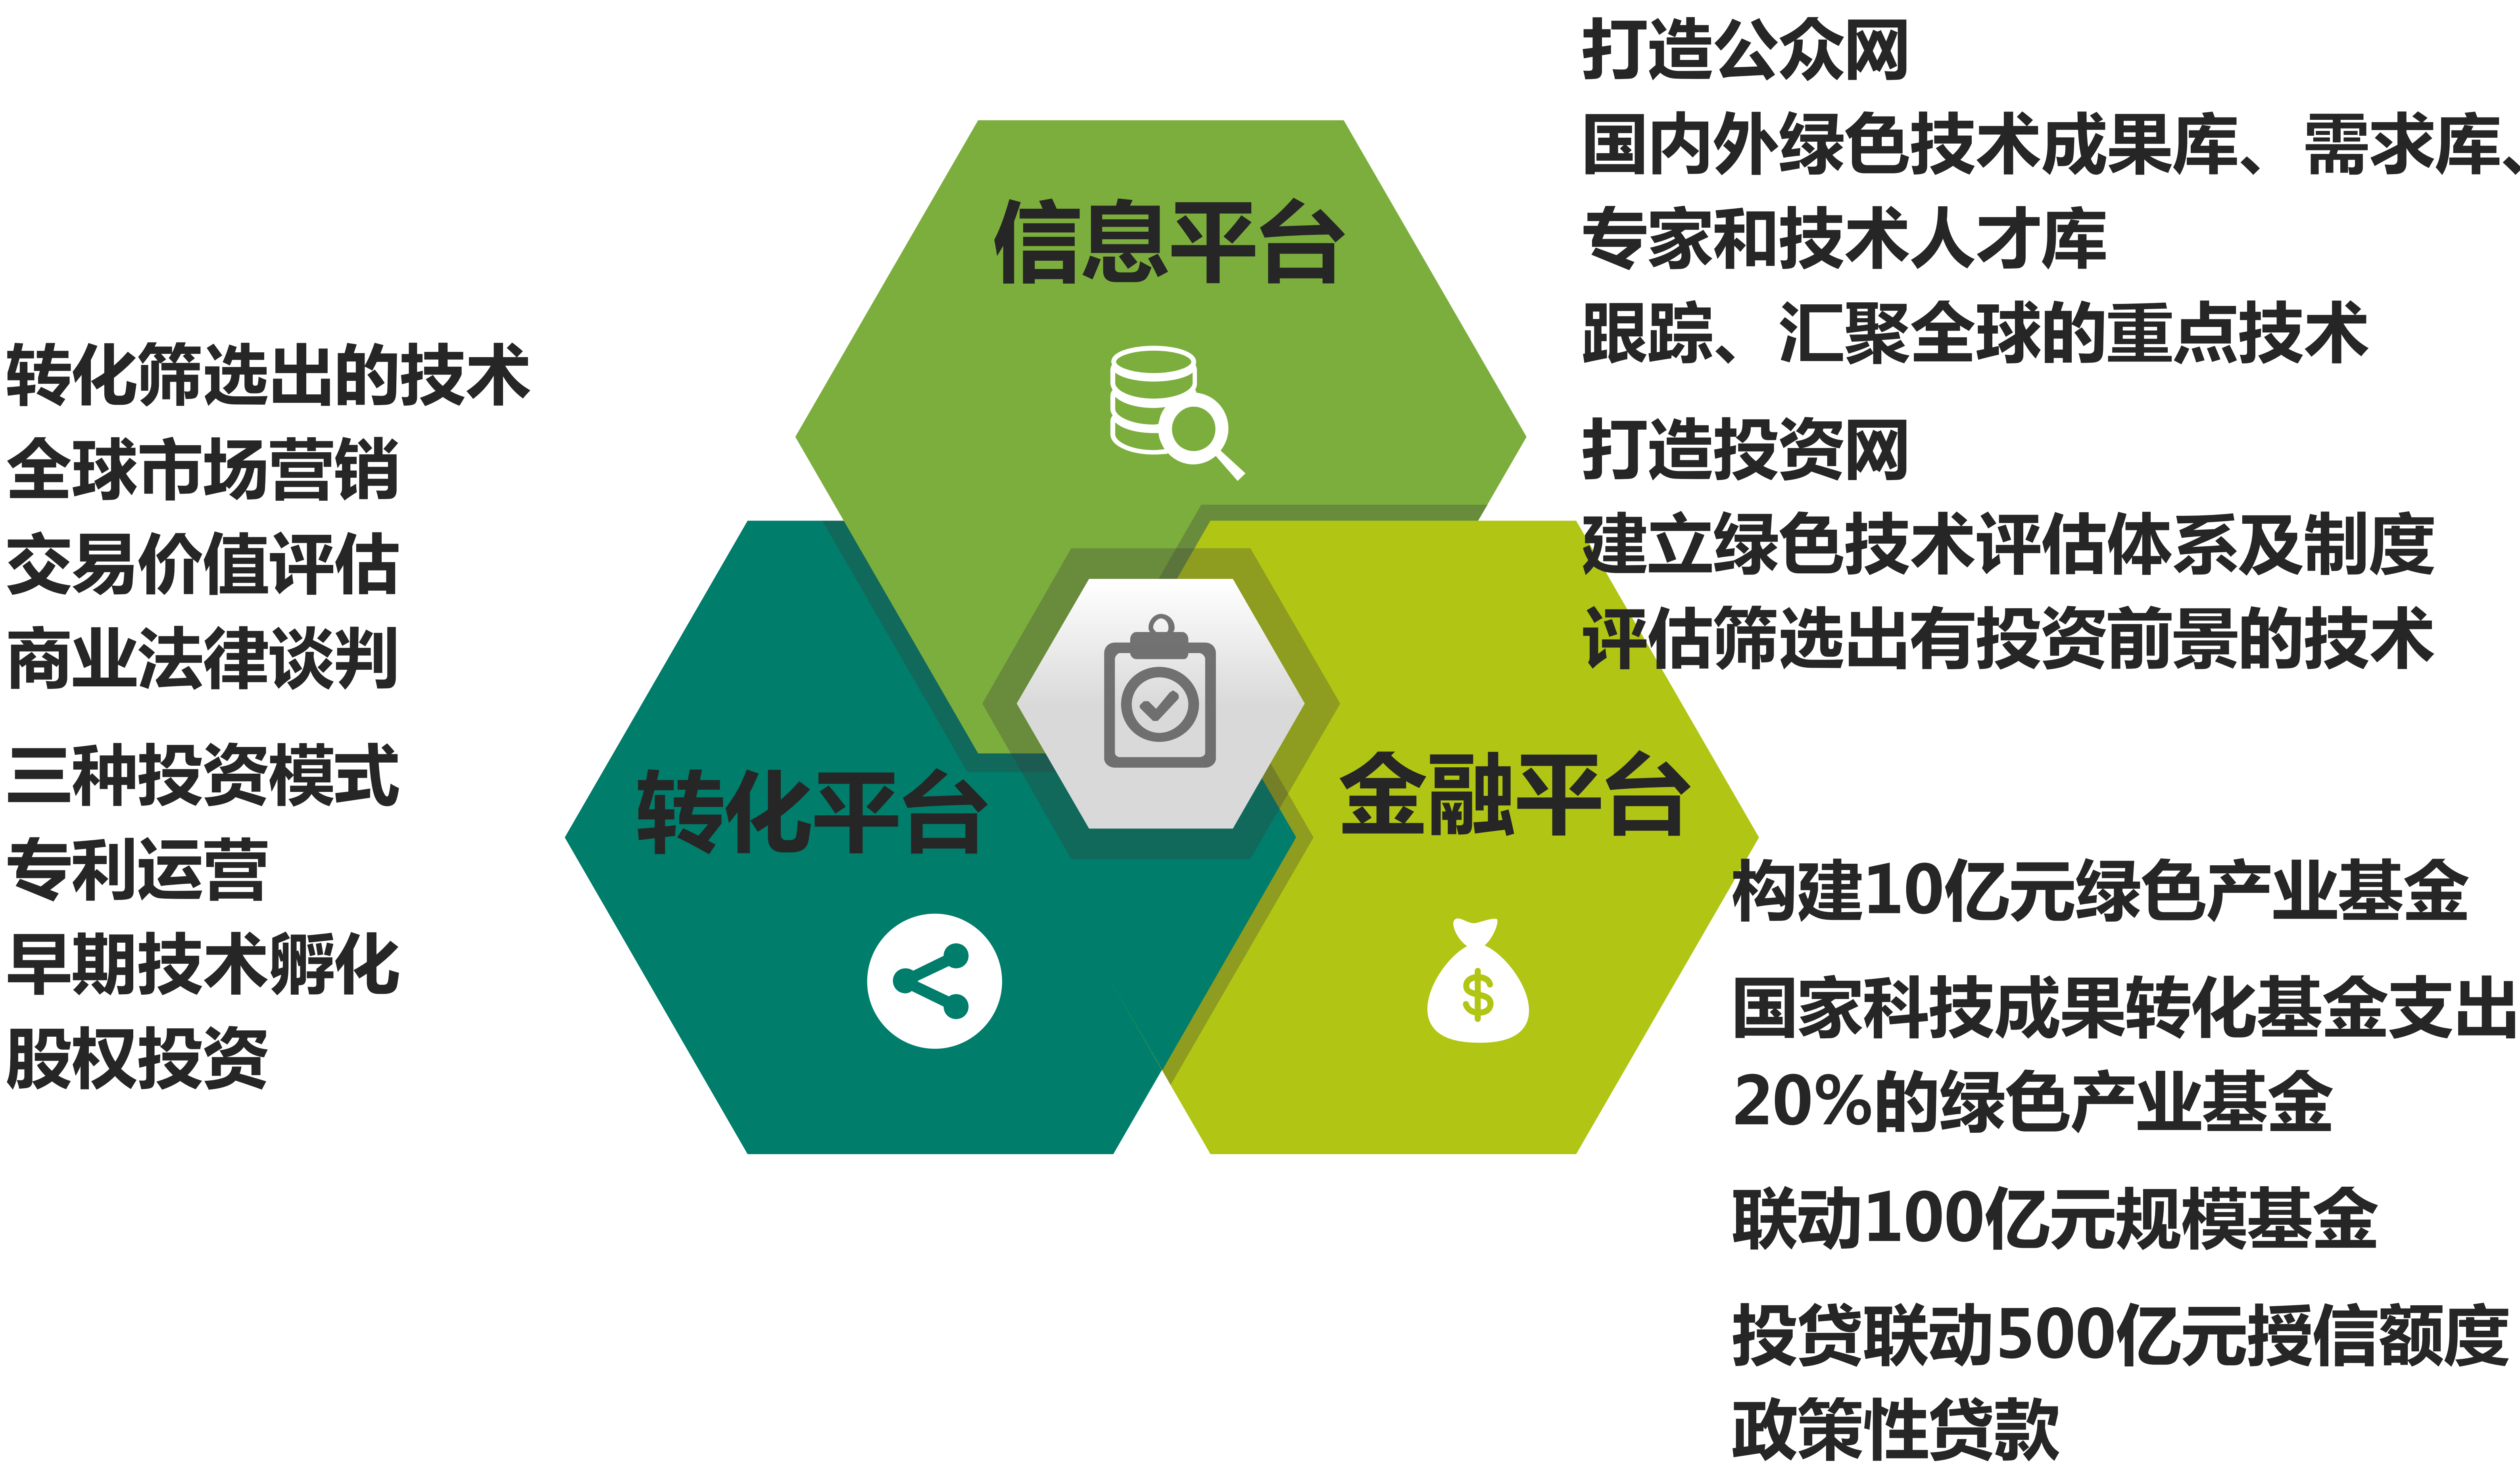 打造公众网
国内外绿色技术成果库、需求库、
专家和技术人才库
跟踪、汇聚全球的重点技术
打造投资网
建立绿色技术评估体系及制度
评估筛选出有投资前景的技术
信息平台
转化筛选出的技术
全球市场营销
交易价值评估
商业法律谈判
三种投资模式
专利运营
早期技术孵化
股权投资
转化平台
金融平台
$
构建10亿元绿色产业基金
国家科技成果转化基金支出
20%的绿色产业基金
联动100亿元规模基金
投贷联动500亿元授信额度
政策性贷款